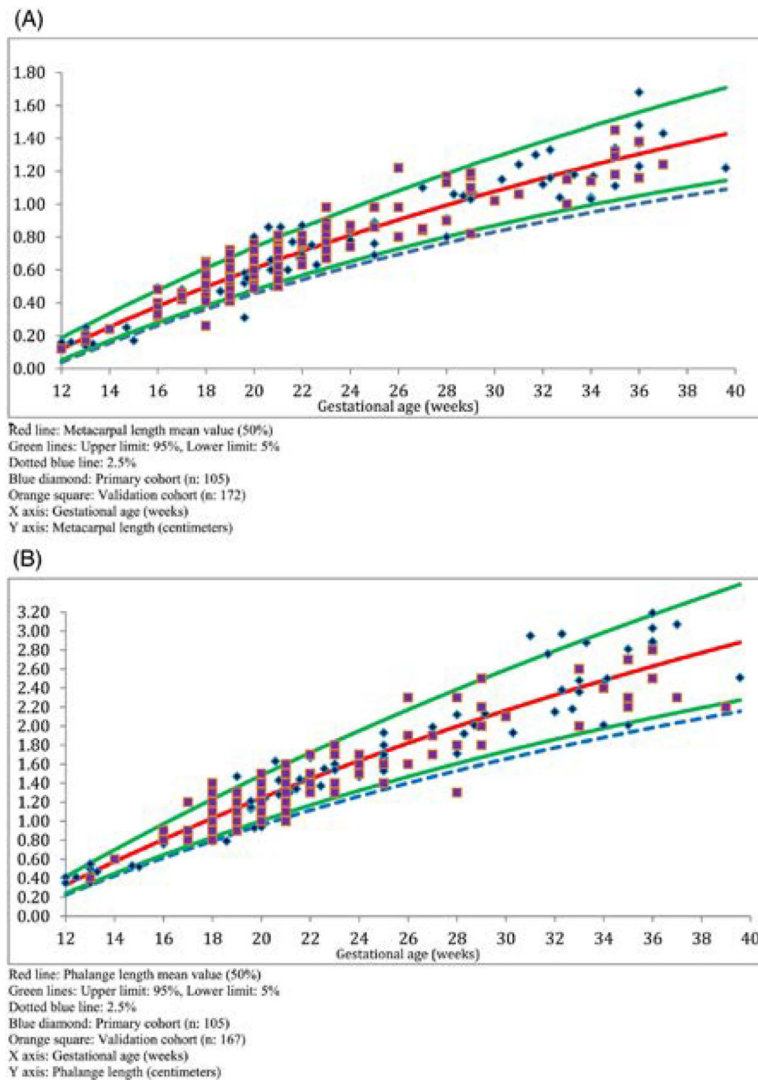 (A)
1.80
1.60
1.40
1.20
1.00
0.80
0.60
0.40
0.20
0.00
12 14 16 18 20 22 24 26 28 30 32 34 36 38 40
Gestational age (weeks)
Red line: Metacarpal length mean value (50%)
Green lines: Upper limit: 95%, Lower limit: 5%
Dotted blue line: 2.5%
Blue diamond: Primary cohort (n: 105)
Orange square: Validation cohort (n: 172)
X axis: Gestational age (weeks)
Y axis: Metacarpal length (centimeters)
(B)
3.20
3.00
2.80
2.60
2.40
2.20
2.00
1.80
1.60
1.40
1.20
1.00
0.80
0.60
0.40
0.20
0.00
12 14 16 18 20 22 24 26 28 30 32 34 36 38 40
Gestational age (weeks)
Red line: Phalange length mean value (50%)
Green lines: Upper limit: 95%, Lower limit: 5%
Dotted blue line: 2.5%
Blue diamond: Primary cohort (n: 105)
Orange square: Validation cohort (n: 167)
X axis: Gestational age (weeks)
Y axis: Phalange length (centimeters)